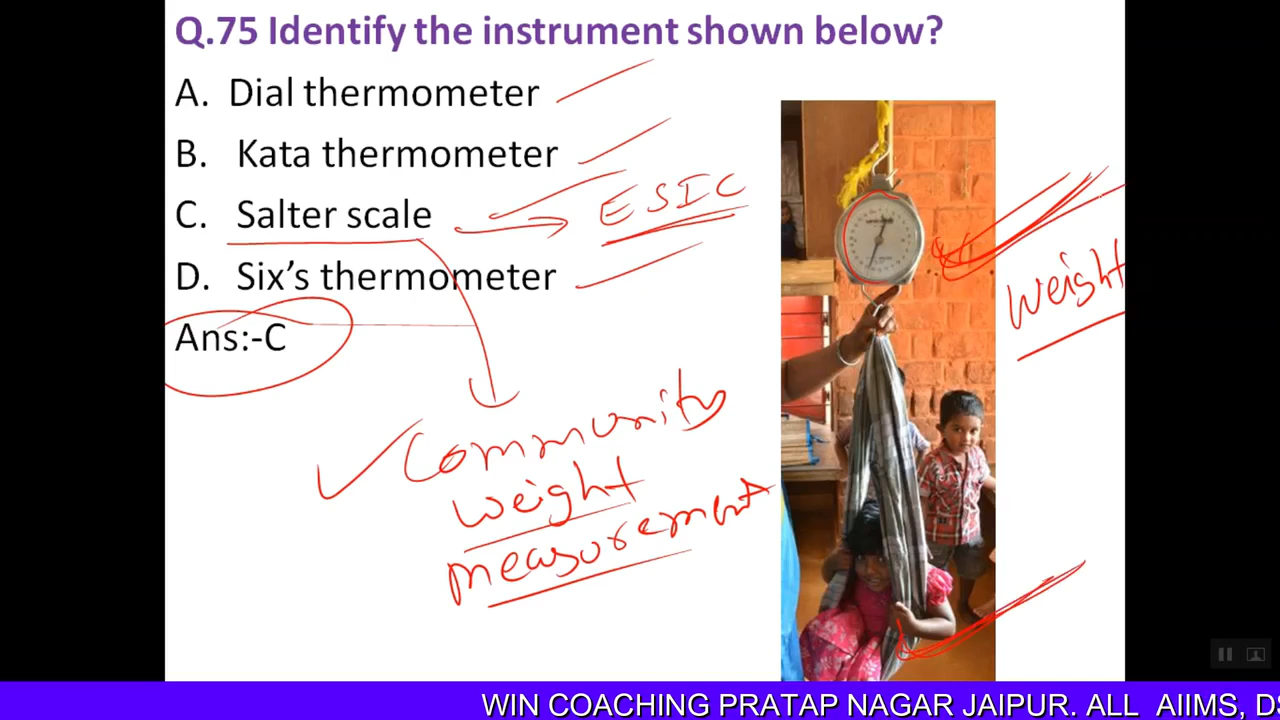 Q.75 Identify the instrument shown below?
A. Dial thermometer
B. Kata thermometer
C. Salter scale
ESIC
D. Six's thermometer
weight
Ans:-C
Community
weight
measurement
WIN COACHING PRATAP NAGAR JAIPUR. ALL AIIMS, DS